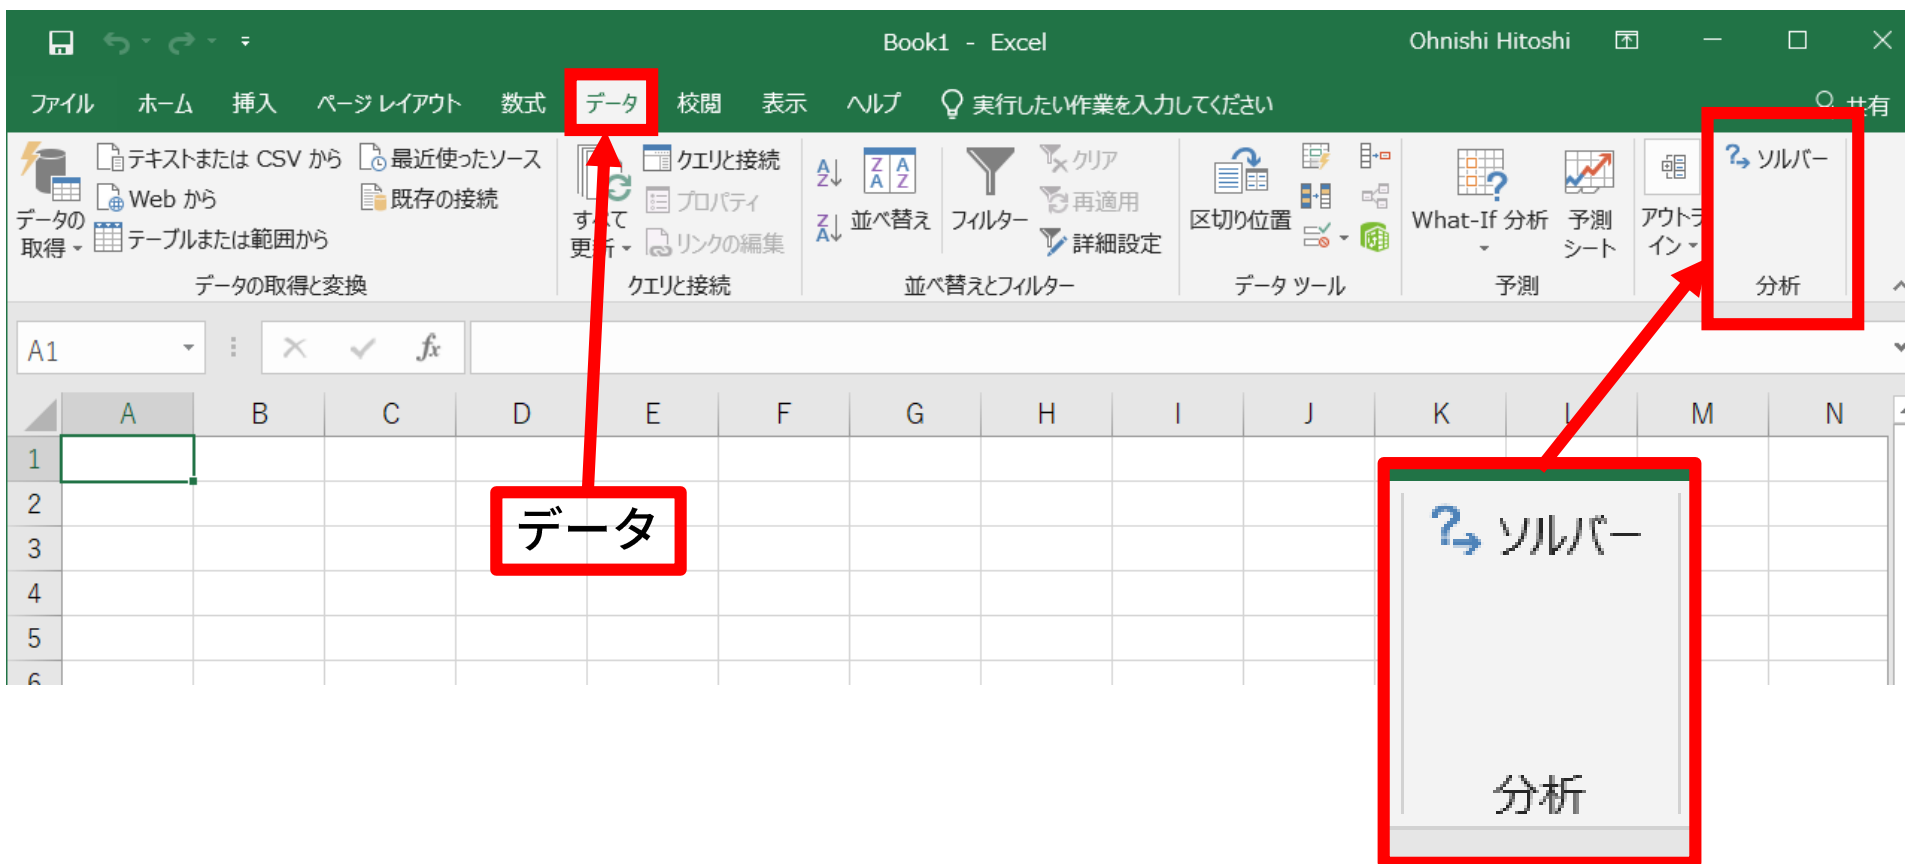 Book1 - Excel
Ohnishi Hitoshi
ファイル ホーム 挿入 ページ レイアウト 数式 データ 校閲 表示 ヘルプ 実行したい作業を入力してください 共有
データの
取得
テキストまたは CSV から
Web から
テーブルまたは範囲から
最近使ったソース
既存の接続
データの取得と変換
すべて
更新
クエリと接続
プロパティ
リンクの編集
クエリと接続
並べ替え
フィルター
クリア
再適用
詳細設定
並べ替えとフィルター
区切り位置
データ ツール
What-If 分析
予測
シート
予測
アウトラ
イン
ソルバー
分析
A1
fx
A B C D E F G H I J K L M N
1
2
3
4
5
6
データ
ソルバー
分析